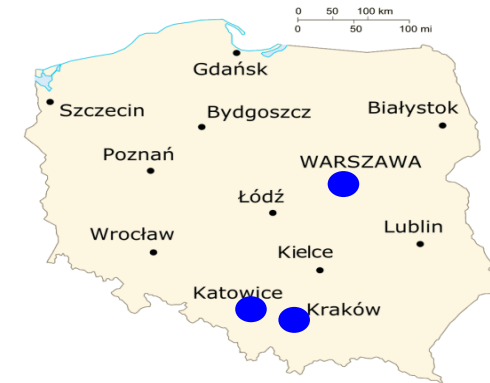 0 50 100 km
0 50 100 mi
Gdańsk
Szczecin
Bydgoszcz
Białystok
Poznań
WARSZAWA
Łódź
Wrocław
Lublin
Kielce
Katowice
Kraków